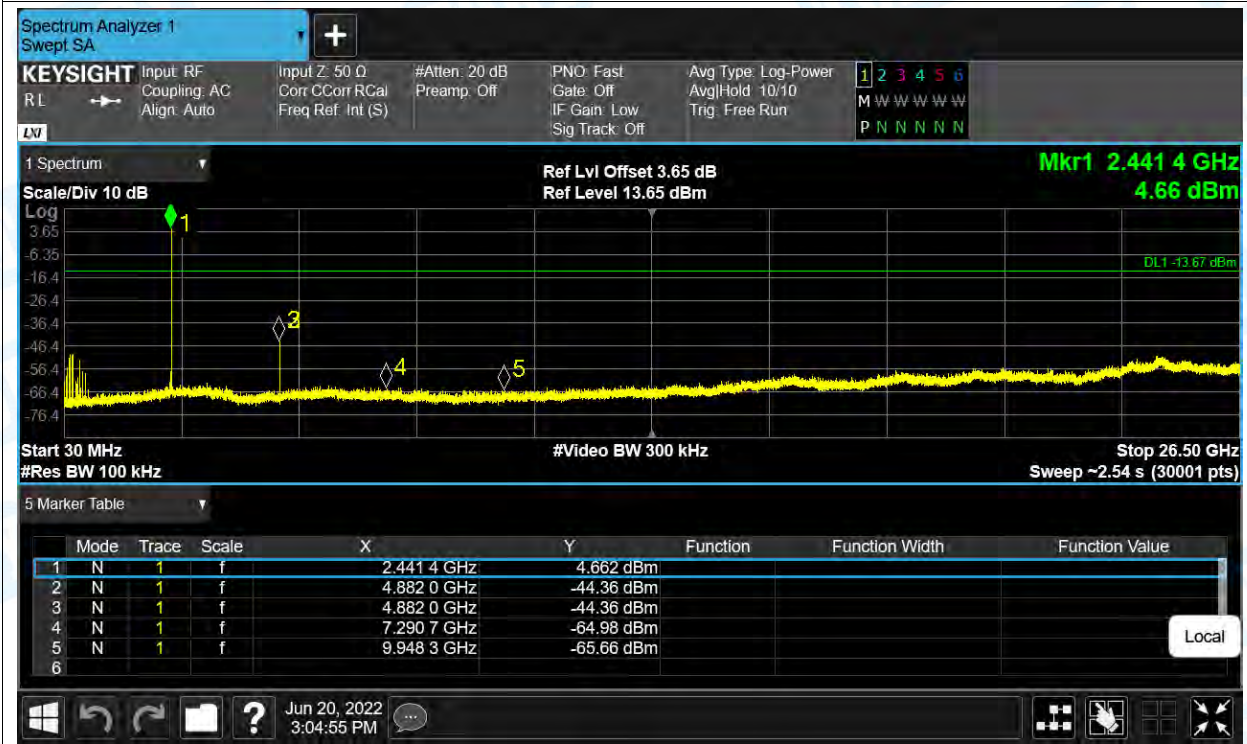 Spectrum Analyzer 1
Swept SA
+
KEYSIGHT Input: RF Input Z: 50 Ω #Atten: 20 dB PNO: Fast Avg Type: Log-Power 1 2 3 4 5 6
R L Coupling: AC Corr CCorr RCal Preamp: Off Gate: Off Avg|Hold: 10/10 M W W W W W
Align: Auto Freq Ref: Int (S) IF Gain: Low Trig: Free Run P N N N N N
LXI Sig Track: Off
1 Spectrum Ref Lvl Offset 3.65 dB Mkr1 2.441 4 GHz
Scale/Div 10 dB Ref Level 13.65 dBm 4.66 dBm
Log
1
3.65
-6.35
DL1 -13.67 dBm
-16.4
-26.4
-36.4 3
-46.4
-56.4 4 5
-66.4
-76.4
Start 30 MHz #Video BW 300 kHz Stop 26.50 GHz
#Res BW 100 kHz Sweep ~2.54 s (30001 pts)
5 Marker Table
Mode Trace Scale X Y Function Function Width Function Value
1 N 1 f 2.441 4 GHz 4.662 dBm
2 N 1 f 4.882 0 GHz -44.36 dBm
3 N 1 f 4.882 0 GHz -44.36 dBm
4 N 1 f 7.290 7 GHz -64.98 dBm
5 N 1 f 9.948 3 GHz -65.66 dBm
6
Local
? Jun 20, 2022
3:04:55 PM